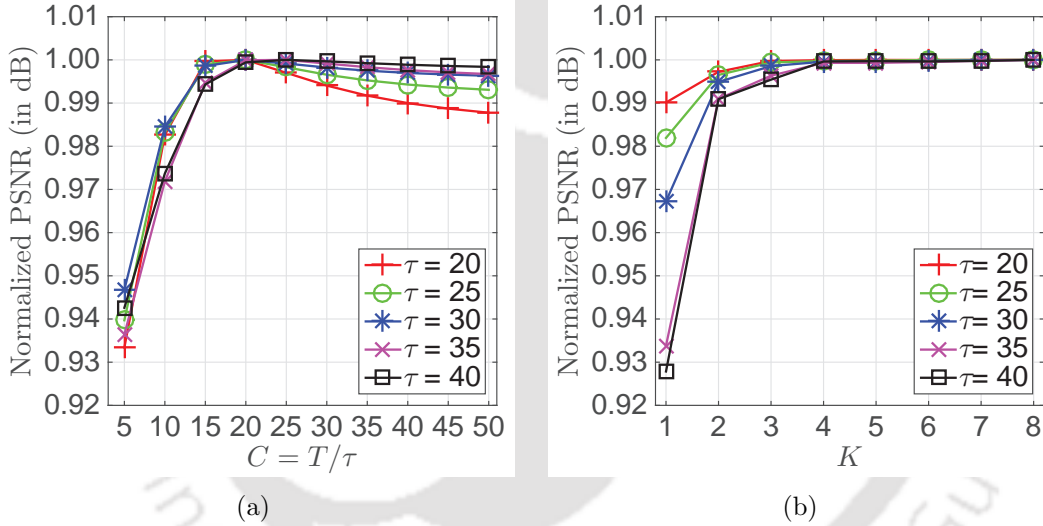 1.01
1.00
0.99
0.98
0.97
0.96
0.95
0.94
0.93
0.92
Normalized PSNR (in dB)
τ = 20
τ = 25
τ = 30
τ = 35
τ = 40
5 10 15 20 25 30 35 40 45 50
C = T/τ
(a)
1.01
1.00
0.99
0.98
0.97
0.96
0.95
0.94
0.93
0.92
Normalized PSNR (in dB)
τ= 20
τ= 25
τ= 30
τ= 35
τ= 40
1 2 3 4 5 6 7 8
K
(b)